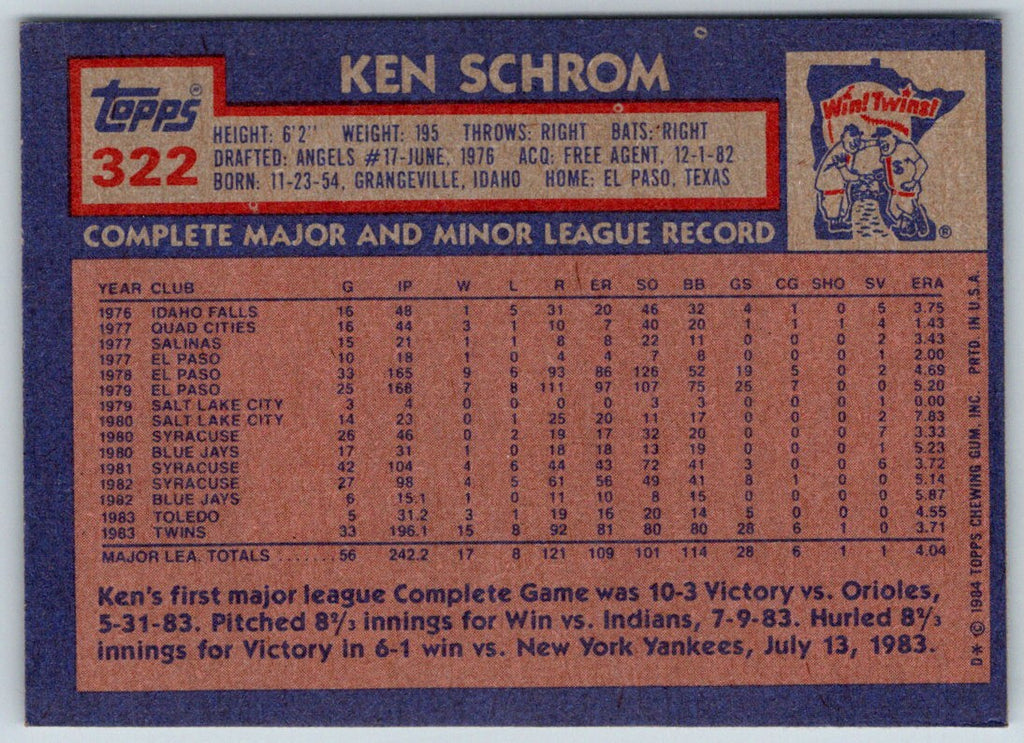 KEN SCHROM
Topps®
322
HEIGHT: 6'2" WEIGHT: 195 THROWS: RIGHT BATS: RIGHT
DRAFTED: ANGELS #17-JUNE, 1976 ACQ: FREE AGENT, 12-1-82
BORN: 11-23-54, GRANGEVILLE, IDAHO HOME: EL PASO, TEXAS
Win! Twins!
®
COMPLETE MAJOR AND MINOR LEAGUE RECORD
YEAR CLUB G IP W L R ER SO BB GS CG SHO SV ERA
1976 IDAHO FALLS 16 48 1 5 31 20 46 32 4 1 0 5 3.75
1977 QUAD CITIES 16 44 3 1 10 7 40 20 1 1 1 4 1.43
1977 SALINAS 15 21 1 1 8 8 22 11 0 0 0 2 3.43
1977 EL PASO 10 18 1 0 4 4 7 8 0 0 0 1 2.00
1978 EL PASO 33 165 9 6 93 86 126 52 19 5 0 2 4.69
1979 EL PASO 25 168 7 8 111 97 107 75 25 7 0 0 5.20
1979 SALT LAKE CITY 3 4 0 0 0 0 3 3 0 0 0 1 0.00
1980 SALT LAKE CITY 14 23 0 1 25 20 11 17 0 0 0 2 7.83
1980 SYRACUSE 26 46 0 2 19 17 32 20 0 0 0 7 3.33
1980 BLUE JAYS 17 31 1 0 18 18 13 19 0 0 0 1 5.23
1981 SYRACUSE 42 104 4 6 44 43 72 41 3 0 0 6 3.72
1982 SYRACUSE 27 98 4 5 61 56 49 41 8 1 0 0 5.14
1982 BLUE JAYS 6 15.1 1 0 11 10 8 15 0 0 0 0 5.87
1983 TOLEDO 5 31.2 3 1 19 16 20 14 5 0 0 0 4.55
1983 TWINS 33 196.1 15 8 92 81 80 80 28 6 1 0 3.71
MAJOR LEA. TOTALS ....... 56 242.2 17 8 121 109 101 114 28 6 1 1 4.04
Ken's first major league Complete Game was 10-3 Victory vs. Orioles,
5-31-83. Pitched 8⅔ innings for Win vs. Indians, 7-9-83. Hurled 8⅔
innings for Victory in 6-1 win vs. New York Yankees, July 13, 1983.
D* © 1984 TOPPS CHEWING GUM, INC. PRTD. IN U.S.A.